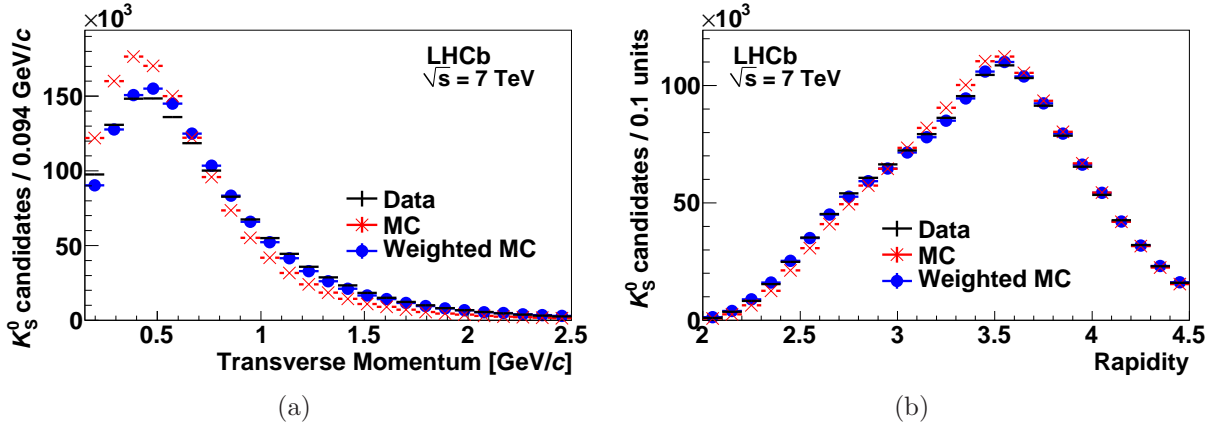 ×10³
K⁰S candidates / 0.094 GeV/c
150
100
50
0
LHCb
√s = 7 TeV
Data
MC
Weighted MC
0.5 1 1.5 2 2.5
Transverse Momentum [GeV/c]
(a)
×10³
K⁰S candidates / 0.1 units
100
50
0
LHCb
√s = 7 TeV
Data
MC
Weighted MC
2 2.5 3 3.5 4 4.5
Rapidity
(b)